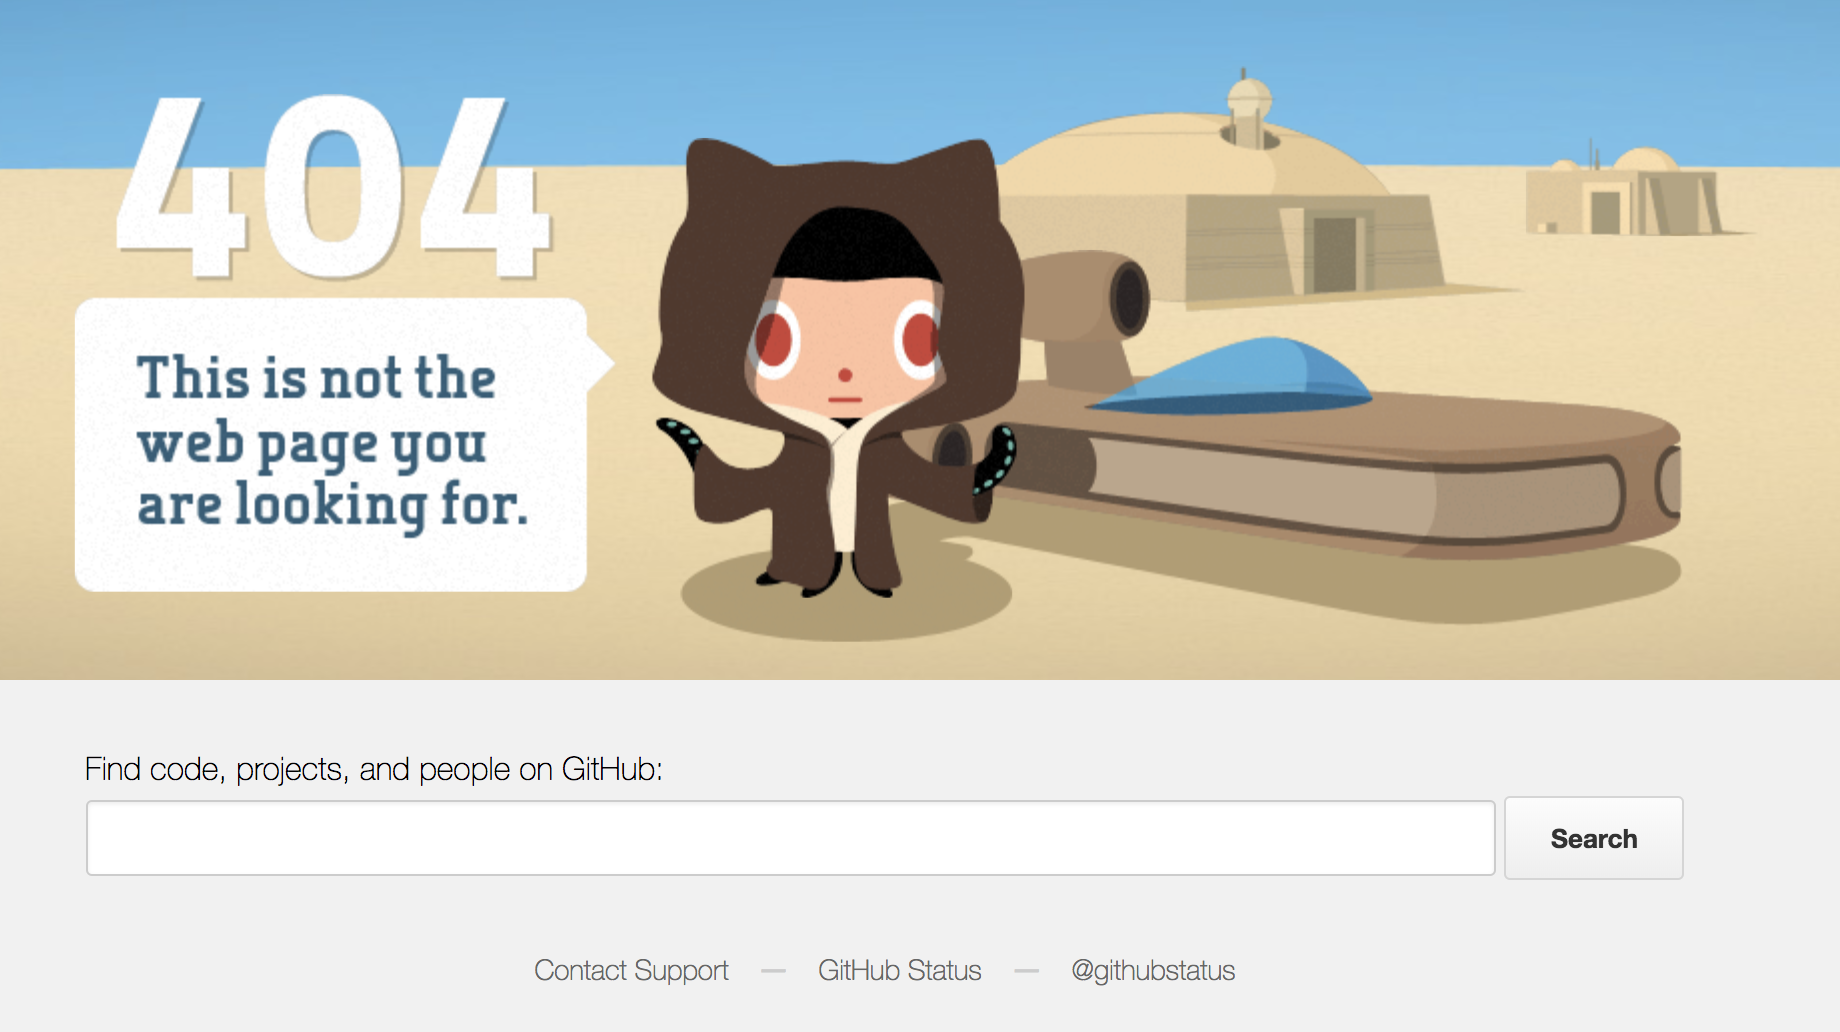 404
This is not the
web page you
are looking for.
Find code, projects, and people on GitHub:
Search
Contact Support — GitHub Status — @githubstatus